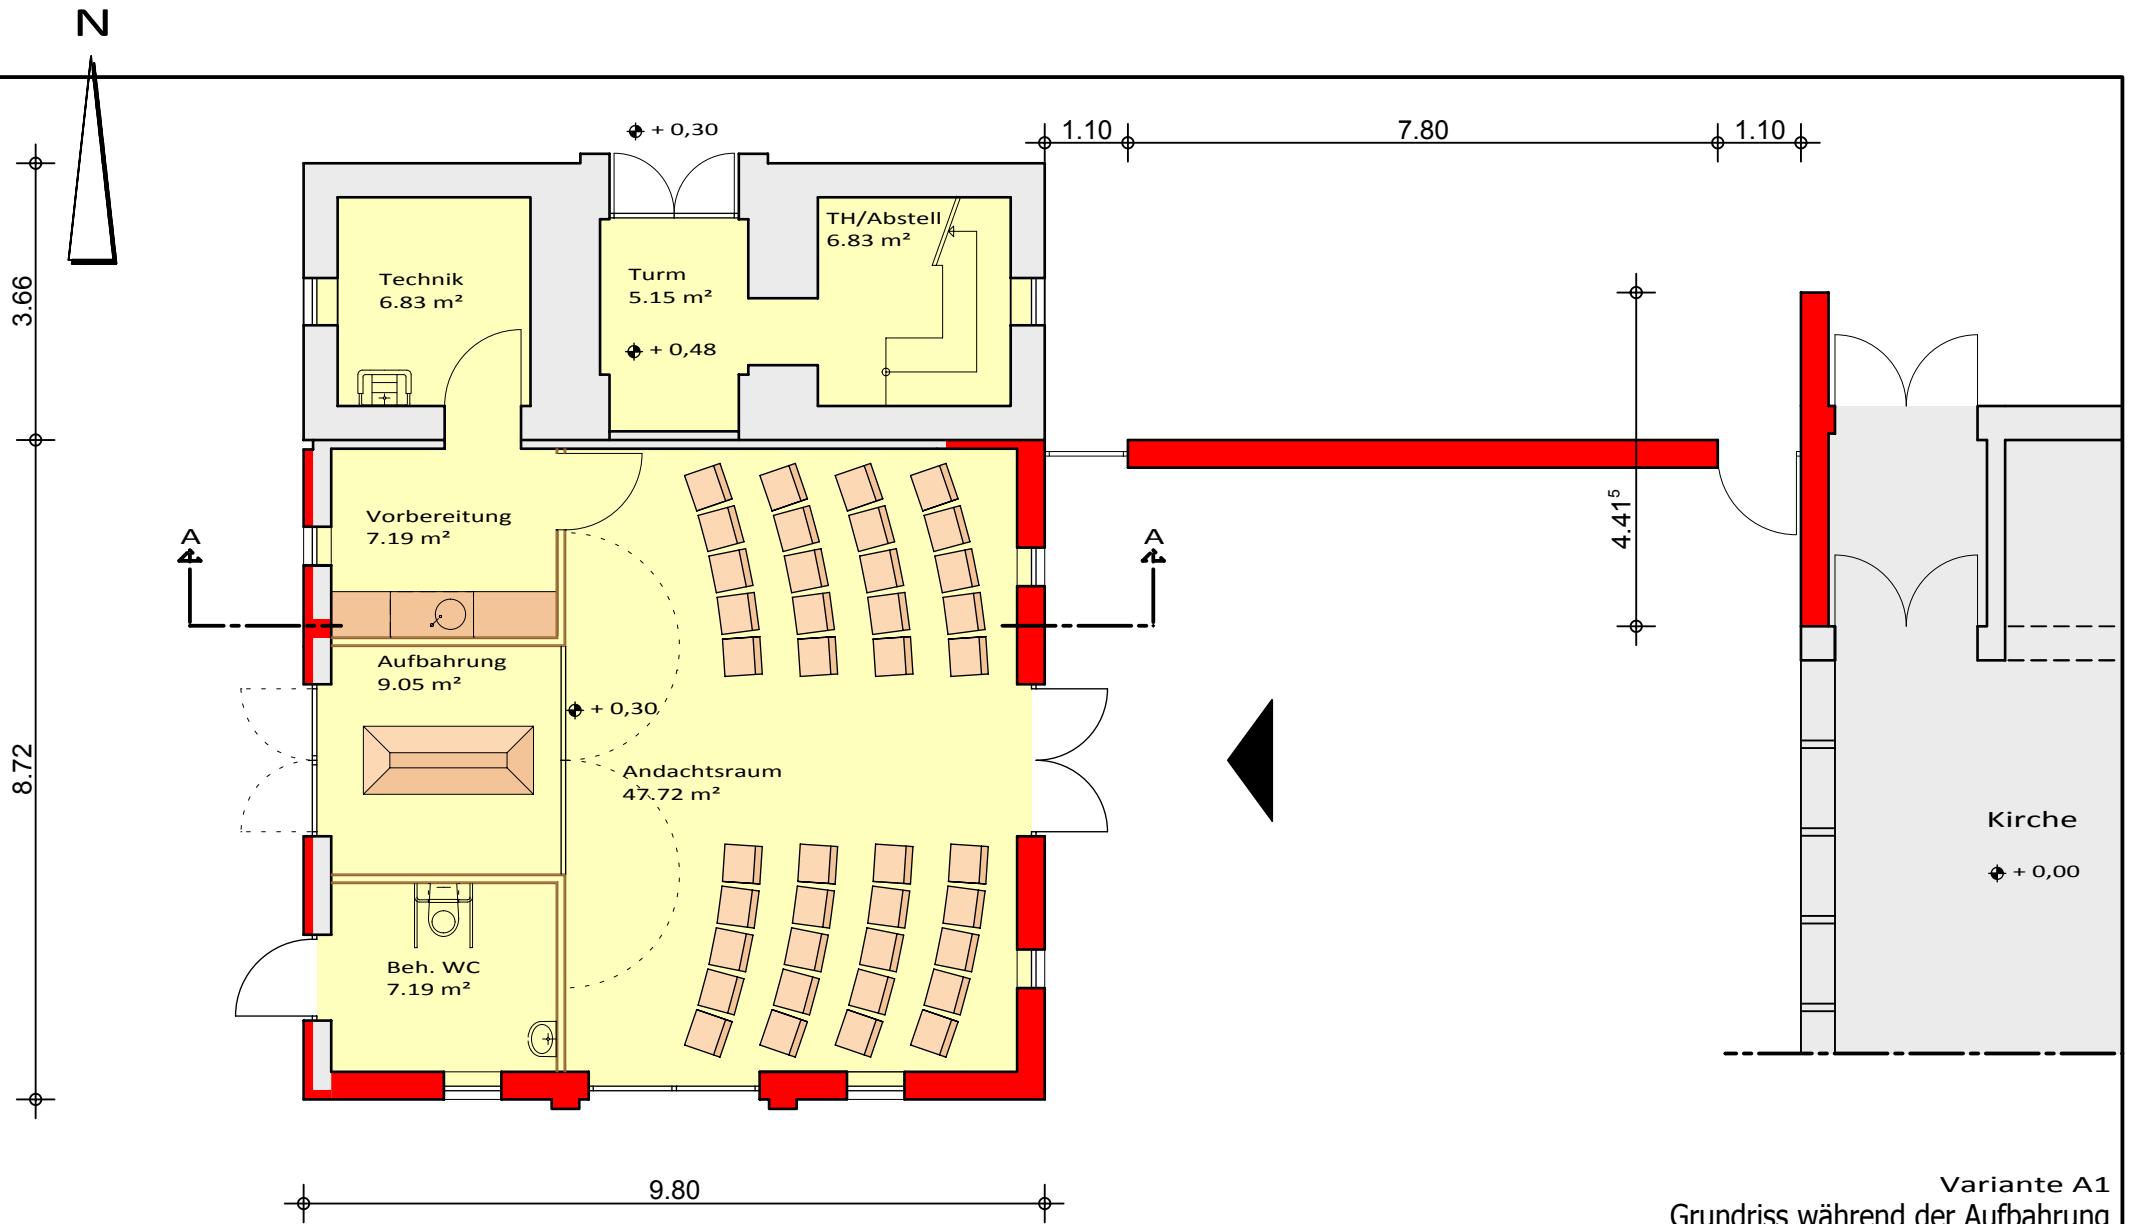 N
+ 0,30
1.10
7.80
1.10
3.66
TH/Abstell
6.83 m²
Technik
6.83 m²
Turm
5.15 m²
+ 0,48
Vorbereitung
7.19 m²
4.41⁵
A
A
Aufbahrung
9.05 m²
+ 0,30
8.72
Andachtsraum
47.72 m²
Kirche
+ 0,00
Beh. WC
7.19 m²
9.80
Variante A1
Grundriss während der Aufbahrung